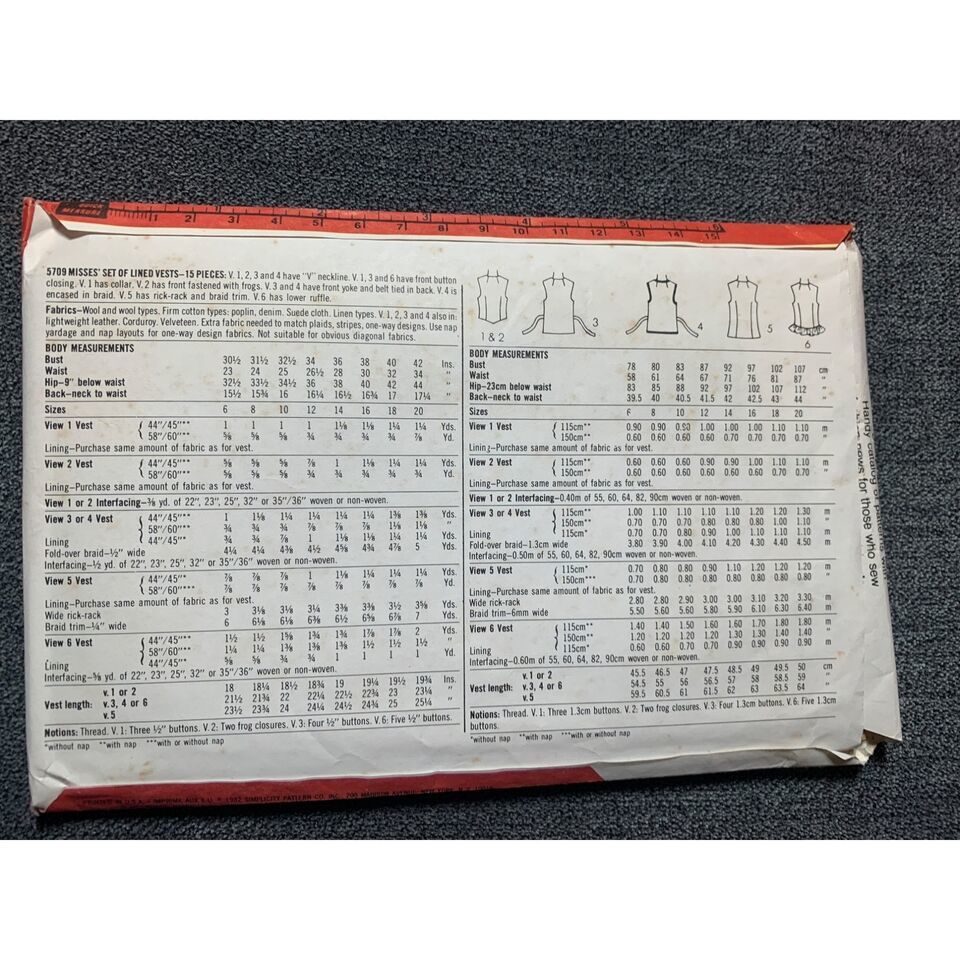 QUICK MEASURE
1 2 3 4 5 6
1 2 3 4 5 6 7 8 9 10 11 12 13 14 15
5709 MISSES' SET OF LINED VESTS—15 PIECES: V. 1, 2, 3 and 4 have "V" neckline. V. 1, 3 and 6 have front button
closing. V. 1 has collar. V. 2 has front fastened with frogs. V. 3 and 4 have front yoke and belt tied in back. V. 4 is
encased in braid. V. 5 has rick-rack and braid trim. V. 6 has lower ruffle.
Fabrics—Wool and wool types. Firm cotton types: poplin, denim. Suede cloth. Linen types. V. 1, 2, 3 and 4 also in:
lightweight leather. Corduroy. Velveteen. Extra fabric needed to match plaids, stripes, one-way designs. Use nap
yardage and nap layouts for one-way design fabrics. Not suitable for obvious diagonal fabrics.
BODY MEASUREMENTS
Bust 30½ 31½ 32½ 34 36 38 40 42 Ins.
Waist 23 24 25 26½ 28 30 32 34 "
Hip—9" below waist 32½ 33½ 34½ 36 38 40 42 44 "
Back—neck to waist 15½ 15¾ 16 16¼ 16½ 16¾ 17 17¼ "
Sizes 6 8 10 12 14 16 18 20
View 1 Vest 44"/45"** 1 1 1 1 1⅛ 1⅛ 1¼ 1¼ Yds.
58"/60"** ⅝ ⅝ ⅝ ¾ ¾ ¾ ¾ ⅞ Yd.
Lining—Purchase same amount of fabric as for vest.
View 2 Vest 44"/45"** ⅝ ⅝ ⅝ ⅞ 1 1⅛ 1¼ 1¼ Yds.
58"/60"** ⅝ ⅝ ⅝ ¾ ¾ ¾ ¾ ⅞ Yd.
Lining—Purchase same amount of fabric as for vest.
View 1 or 2 Interfacing—⅜ yd. of 22", 23", 25", 32" or 35"/36" woven or non-woven.
View 3 or 4 Vest 44"/45"** 1 1⅛ 1⅛ 1¼ 1¼ 1⅜ 1⅜ 1⅜ Yds.
58"/60"** ¾ ¾ ¾ ⅞ ⅞ ⅞ 1⅛ 1⅛ "
Lining 44"/45"** ¾ ¾ ⅞ 1 1⅛ 1¼ 1¼ 1¼ Yds.
Fold-over braid—½" wide 4¼ 4¼ 4⅜ 4½ 4⅝ 4¾ 4⅞ 5 Yds.
Interfacing—½ yd. of 22", 23", 25", 32" or 35"/36" woven or non-woven.
View 5 Vest 44"/45"** ⅞ ⅞ ⅞ 1 1⅛ 1¼ 1¼ 1¼ Yds.
58"/60"*** ⅞ ⅞ ⅞ ⅞ ⅞ ⅞ ⅞ ⅞ Yd.
Lining—Purchase same amount of fabric as for vest.
Wide rick-rack 3 3⅛ 3⅛ 3¼ 3⅜ 3⅜ 3½ 3⅝ Yds.
Braid trim—¼" wide 6 6⅛ 6⅛ 6⅜ 6½ 6⅝ 6⅞ 7 Yds.
View 6 Vest 44"/45"** 1½ 1½ 1⅝ 1¾ 1¾ 1⅞ 1⅞ 2 Yds.
58"/60"** 1¼ 1¼ 1¼ 1¼ 1⅜ 1½ 1½ 1½ "
Lining 44"/45"** ⅝ ⅝ ¾ ¾ 1 1 1 1 Yd.
Interfacing—⅝ yd. of 22", 23", 25", 32" or 35"/36" woven or non-woven.
v. 1 or 2 18 18¼ 18½ 18¾ 19 19¼ 19½ 19¾ Ins.
Vest length: v. 3, 4 or 6 21½ 21¾ 22 22¼ 22½ 22¾ 23 23¼ "
v. 5 23½ 23¾ 24 24¼ 24½ 24¾ 25 25¼ "
Notions: Thread. V. 1: Three ½" buttons. V. 2: Two frog closures. V. 3: Four ½" buttons. V. 6: Five ½" buttons.
*without nap **with nap ***with or without nap
1 & 2 3 4 5 6
BODY MEASUREMENTS
Bust 78 80 83 87 92 97 102 107 cm
Waist 58 61 64 67 71 76 81 87 "
Hip—23cm below waist 83 85 88 92 97 102 107 112 "
Back—neck to waist 39.5 40 40.5 41.5 42 42.5 43 44 "
Sizes 6 8 10 12 14 16 18 20
View 1 Vest 115cm** 0.90 0.90 0.90 1.00 1.00 1.00 1.10 1.10 m
150cm** 0.60 0.60 0.60 0.60 0.70 0.70 0.70 0.70 "
Lining—Purchase same amount of fabric as for vest.
View 2 Vest 115cm** 0.60 0.60 0.60 0.90 0.90 1.00 1.10 1.10 m
150cm** 0.60 0.60 0.60 0.60 0.70 0.70 0.70 0.70 "
Lining—Purchase same amount of fabric as for vest.
View 1 or 2 Interfacing—0.40m of 55, 60, 64, 82, 90cm woven or non-woven.
View 3 or 4 Vest 115cm** 1.00 1.10 1.10 1.10 1.10 1.20 1.20 1.30 m
150cm** 0.70 0.70 0.70 0.80 0.80 0.80 1.00 1.10 "
Lining 115cm* 0.70 0.70 0.80 0.90 1.10 1.10 1.10 1.10 m
Fold-over braid—1.3cm wide 3.80 3.90 4.00 4.10 4.20 4.30 4.40 4.50 m
Interfacing—0.50m of 55, 60, 64, 82, 90cm woven or non-woven.
View 5 Vest 115cm* 0.70 0.80 0.80 0.90 1.10 1.20 1.20 1.20 m
150cm*** 0.70 0.80 0.80 0.80 0.80 0.80 0.80 0.80 "
Lining—Purchase same amount of fabric as for vest.
Wide rick-rack 2.80 2.80 2.90 3.00 3.00 3.10 3.20 3.30 m
Braid trim—6mm wide 5.50 5.60 5.60 5.80 5.90 6.10 6.30 6.40 m
View 6 Vest 115cm** 1.40 1.40 1.50 1.60 1.60 1.70 1.80 1.80 m
150cm** 1.20 1.20 1.20 1.20 1.30 1.30 1.40 1.40 "
Lining 115cm* 0.60 0.60 0.70 0.70 0.90 0.90 0.90 0.90 m
Interfacing—0.60m of 55, 60, 64, 82, 90cm woven or non-woven.
v. 1 or 2 45.5 46.5 47 47.5 48.5 49 49.5 50 cm
Vest length: v. 3, 4 or 6 54.5 55 56 56.5 57 58 58.5 59 "
v. 5 59.5 60.5 61 61.5 62 63 63.5 64 "
Notions: Thread. V. 1: Three 1.3cm buttons. V. 2: Two frog closures. V. 3: Four 1.3cm buttons. V. 6: Five 1.3cm
buttons.
*without nap **with nap ***with or without nap
Handy catalog of
news for those who sew
PRINTED IN U.S.A. • IMPRIMÉ AUX É.U. © 1982 SIMPLICITY PATTERN CO. INC. 200 MADISON AVENUE, NEW YORK, N.Y.